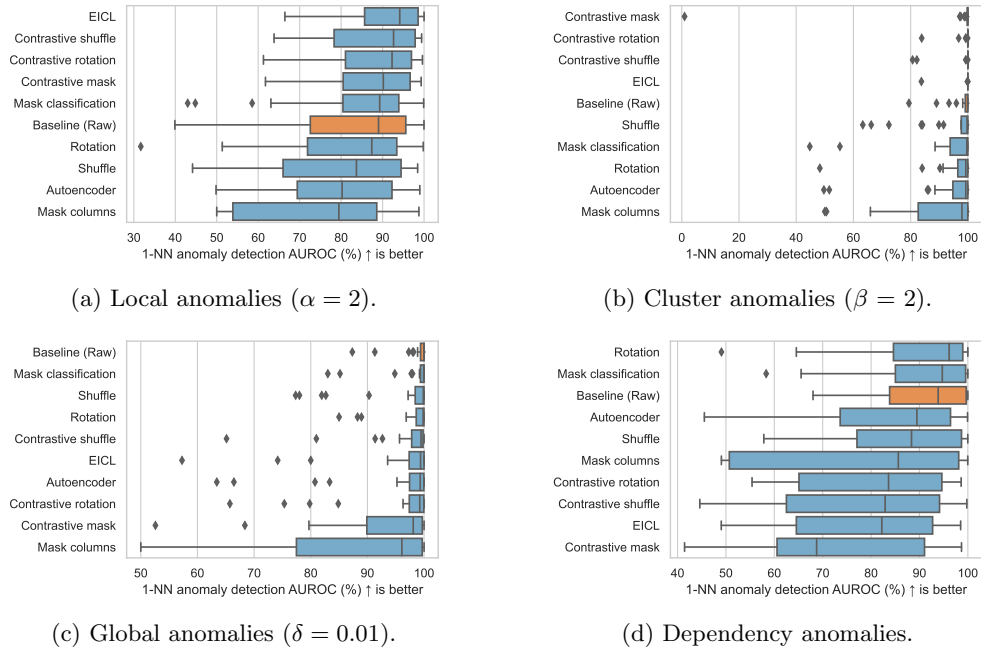 EICL
Contrastive shuffle
Contrastive rotation
Contrastive mask
Mask classification
Baseline (Raw)
Rotation
Shuffle
Autoencoder
Mask columns
30 40 50 60 70 80 90 100
1-NN anomaly detection AUROC (%) ↑ is better
(a) Local anomalies (α = 2).
Contrastive mask
Contrastive rotation
Contrastive shuffle
EICL
Baseline (Raw)
Shuffle
Mask classification
Rotation
Autoencoder
Mask columns
0 20 40 60 80 100
1-NN anomaly detection AUROC (%) ↑ is better
(b) Cluster anomalies (β = 2).
Baseline (Raw)
Mask classification
Shuffle
Rotation
Contrastive shuffle
EICL
Autoencoder
Contrastive rotation
Contrastive mask
Mask columns
50 60 70 80 90 100
1-NN anomaly detection AUROC (%) ↑ is better
(c) Global anomalies (δ = 0.01).
Rotation
Mask classification
Baseline (Raw)
Autoencoder
Shuffle
Mask columns
Contrastive rotation
Contrastive shuffle
EICL
Contrastive mask
40 50 60 70 80 90 100
1-NN anomaly detection AUROC (%) ↑ is better
(d) Dependency anomalies.